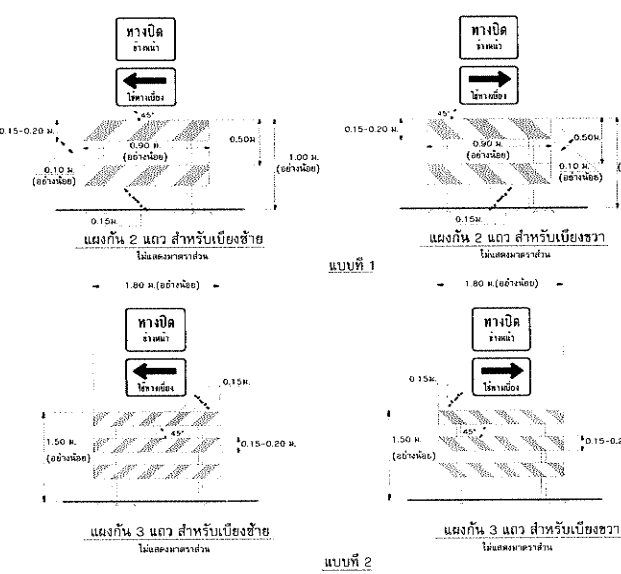 ทางปิด
ข้างหน้า
ใช้ทางเบี่ยง
45°
0.15-0.20 ม.
0.90 ม.
(อย่างน้อย)
0.50ม
0.10 ม.
(อย่างน้อย)
1.00 ม.
(อย่างน้อย)
0.15ม.
แผงกั้น 2 แถว สำหรับเบี่ยงซ้าย
ไม่แสดงมาตราส่วน
ทางปิด
ข้างหน้า
ใช้ทางเบี่ยง
45°
0.15-0.20 ม.
0.90 ม.
(อย่างน้อย)
0.50ม.
0.10 ม.
(อย่างน้อย)
0.15ม.
แผงกั้น 2 แถว สำหรับเบี่ยงขวา
ไม่แสดงมาตราส่วน
แบบที่ 1
1.80 ม.(อย่างน้อย)
ทางปิด
ข้างหน้า
ใช้ทางเบี่ยง
0.15ม.
45°
1.50 ม.
(อย่างน้อย)
0.15-0.20 ม.
แผงกั้น 3 แถว สำหรับเบี่ยงซ้าย
ไม่แสดงมาตราส่วน
1.80 ม.(อย่างน้อย)
ทางปิด
ข้างหน้า
ใช้ทางเบี่ยง
0.15ม.
45°
1.50 ม.
(อย่างน้อย)
0.15-0.2
แผงกั้น 3 แถว สำหรับเบี่ยงขวา
ไม่แสดงมาตราส่วน
แบบที่ 2